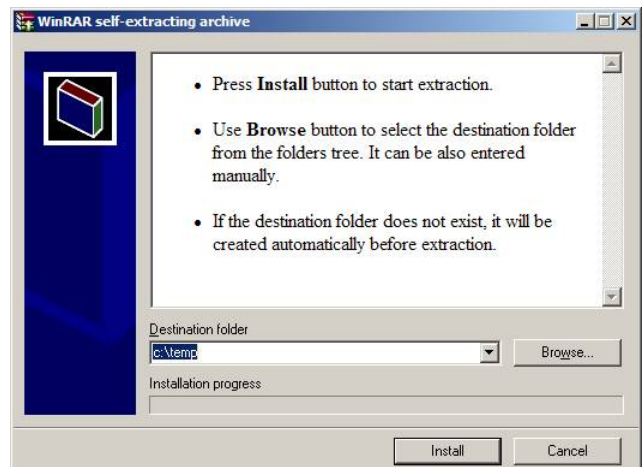 WinRAR self-extracting archive
• Press Install button to start extraction.
• Use Browse button to select the destination folder
from the folders tree. It can be also entered
manually.
• If the destination folder does not exist, it will be
created automatically before extraction.
Destination folder
c:\temp
Browse...
Installation progress
Install
Cancel